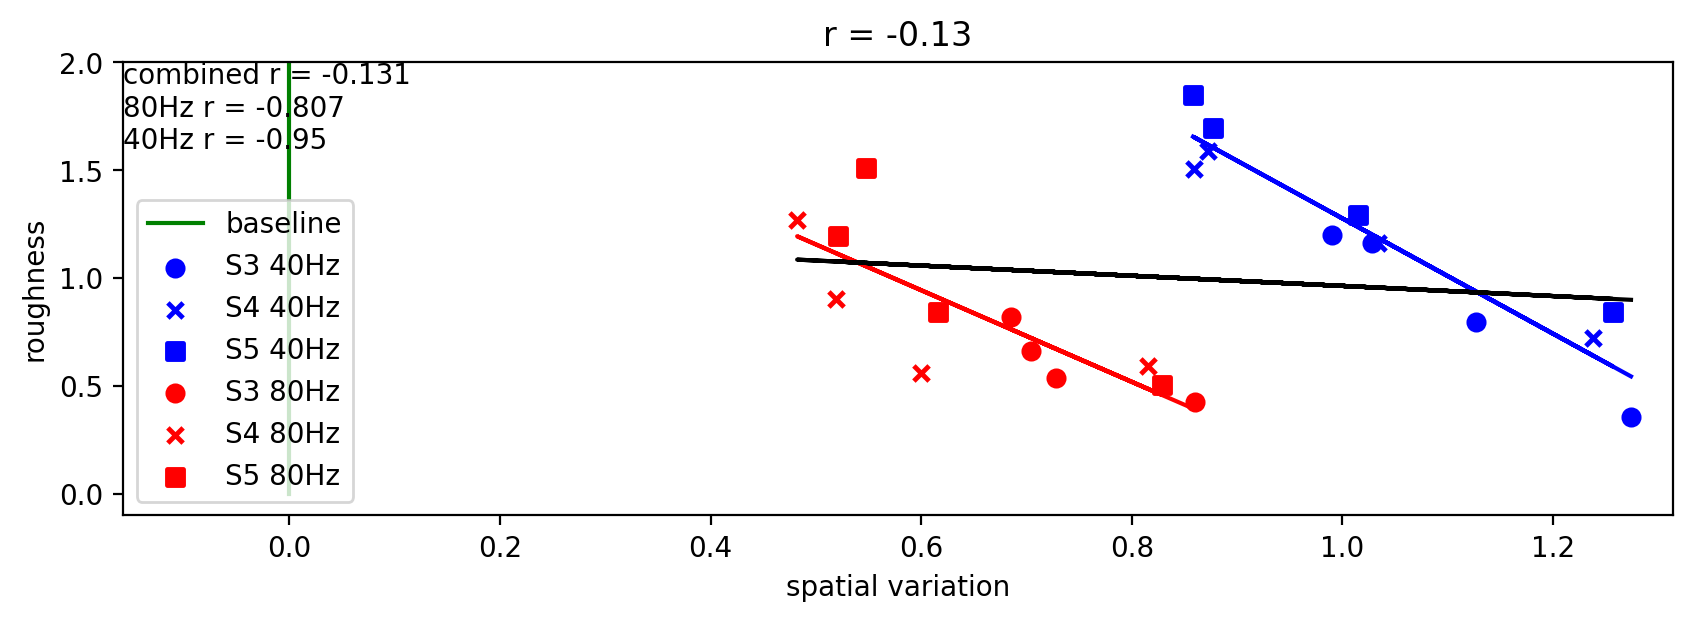 r = -0.13
combined r = -0.131
80Hz r = -0.807
40Hz r = -0.95
2.0
1.5
1.0
0.5
0.0
roughness
baseline
S3 40Hz
S4 40Hz
S5 40Hz
S3 80Hz
S4 80Hz
S5 80Hz
0.0 0.2 0.4 0.6 0.8 1.0 1.2
spatial variation